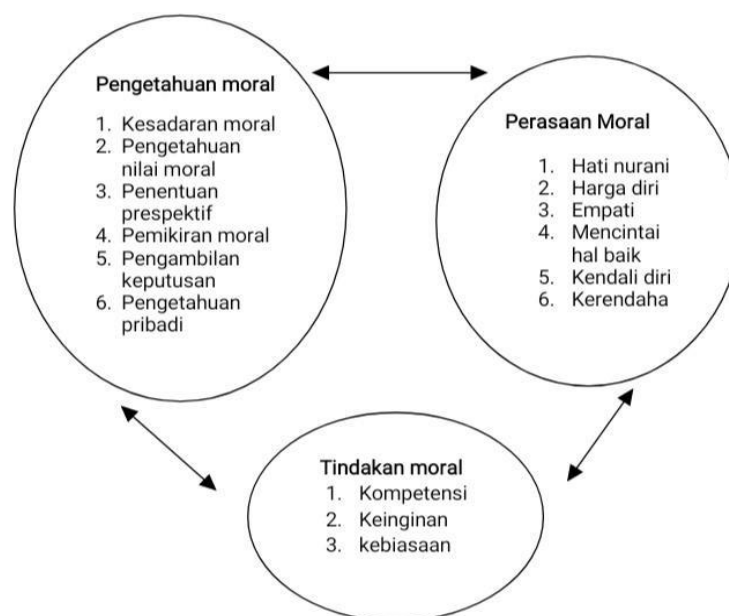 Pengetahuan moral
1. Kesadaran moral
2. Pengetahuan
nilai moral
3. Penentuan
prespektif
4. Pemikiran moral
5. Pengambilan
keputusan
6. Pengetahuan
pribadi
Perasaan Moral
1. Hati nurani
2. Harga diri
3. Empati
4. Mencintai
hal baik
5. Kendali diri
6. Kerendaha
Tindakan moral
1. Kompetensi
2. Keinginan
3. kebiasaan